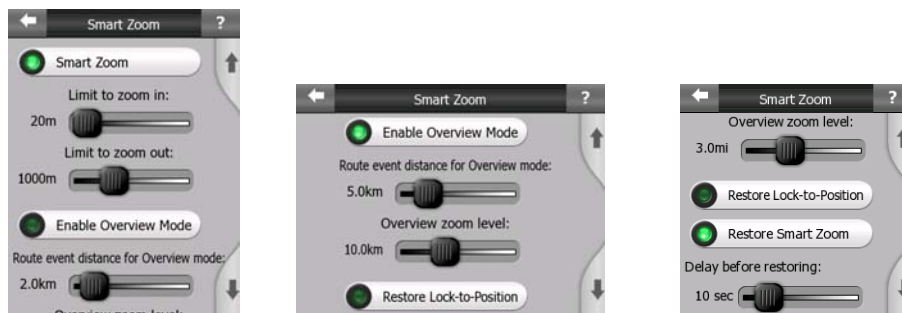 Smart Zoom ?
Smart Zoom
Limit to zoom in:
20m
Limit to zoom out:
1000m
Enable Overview Mode
Route event distance for Overview mode:
2.0km
Overview zoom level:
Smart Zoom ?
Enable Overview Mode
Route event distance for Overview mode:
5.0km
Overview zoom level:
10.0km
Restore Lock-to-Position
Smart Zoom ?
Overview zoom level:
3.0mi
Restore Lock-to-Position
Restore Smart Zoom
Delay before restoring:
10 sec